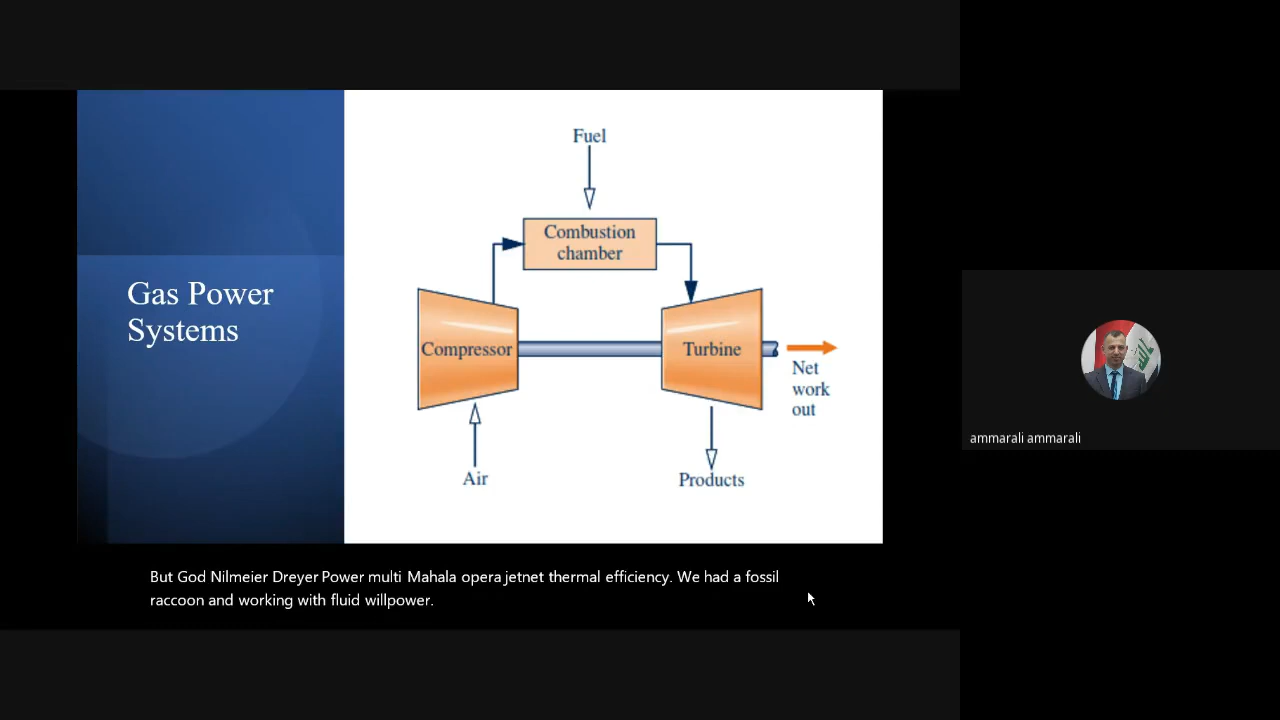 Gas Power
Systems
Fuel
Combustion
chamber
Compressor
Turbine
Net
work
out
Air
Products
ammarali ammarali
But God Nilmeier Dreyer Power multi Mahala opera jetnet thermal efficiency. We had a fossil
raccoon and working with fluid willpower.